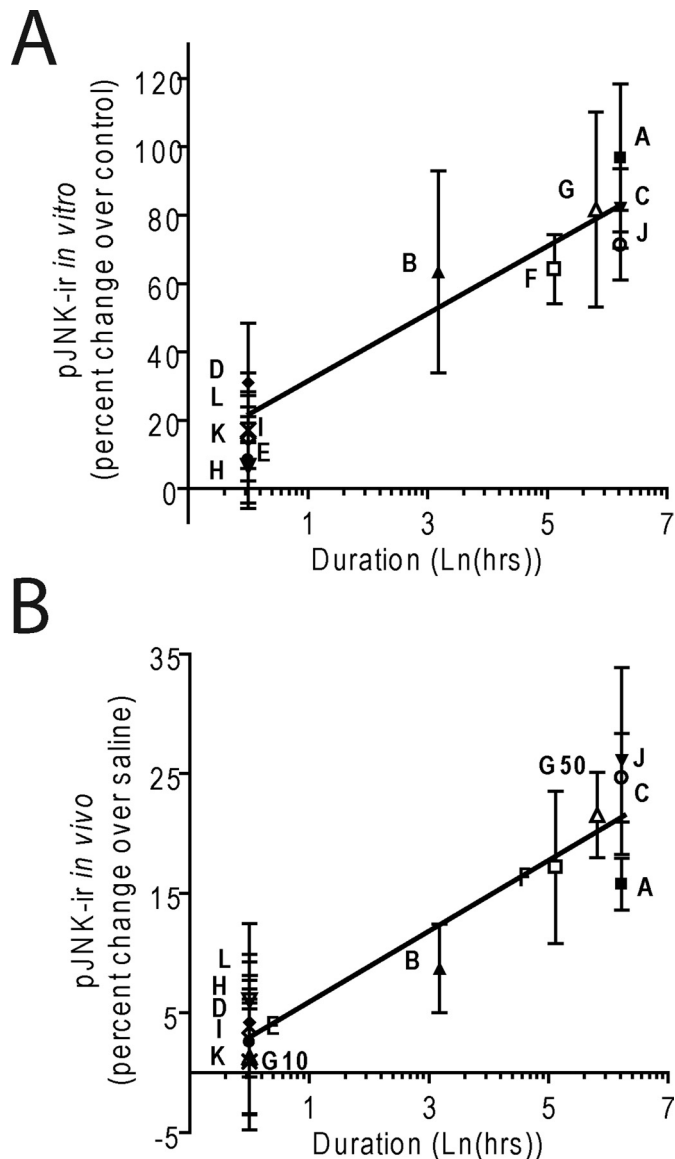 A
pJNK-ir in vitro
(percent change over control)
120
100
80
60
40
20
0
A
G
C
B
J
F
D
L
K
I
E
H
1 3 5 7
Duration (Ln(hrs))
B
pJNK-ir in vivo
(percent change over saline)
35
25
15
5
-5
J
G50
C
F
A
B
L
H
D
E
I
K
G10
1 3 5 7
Duration (Ln(hrs))